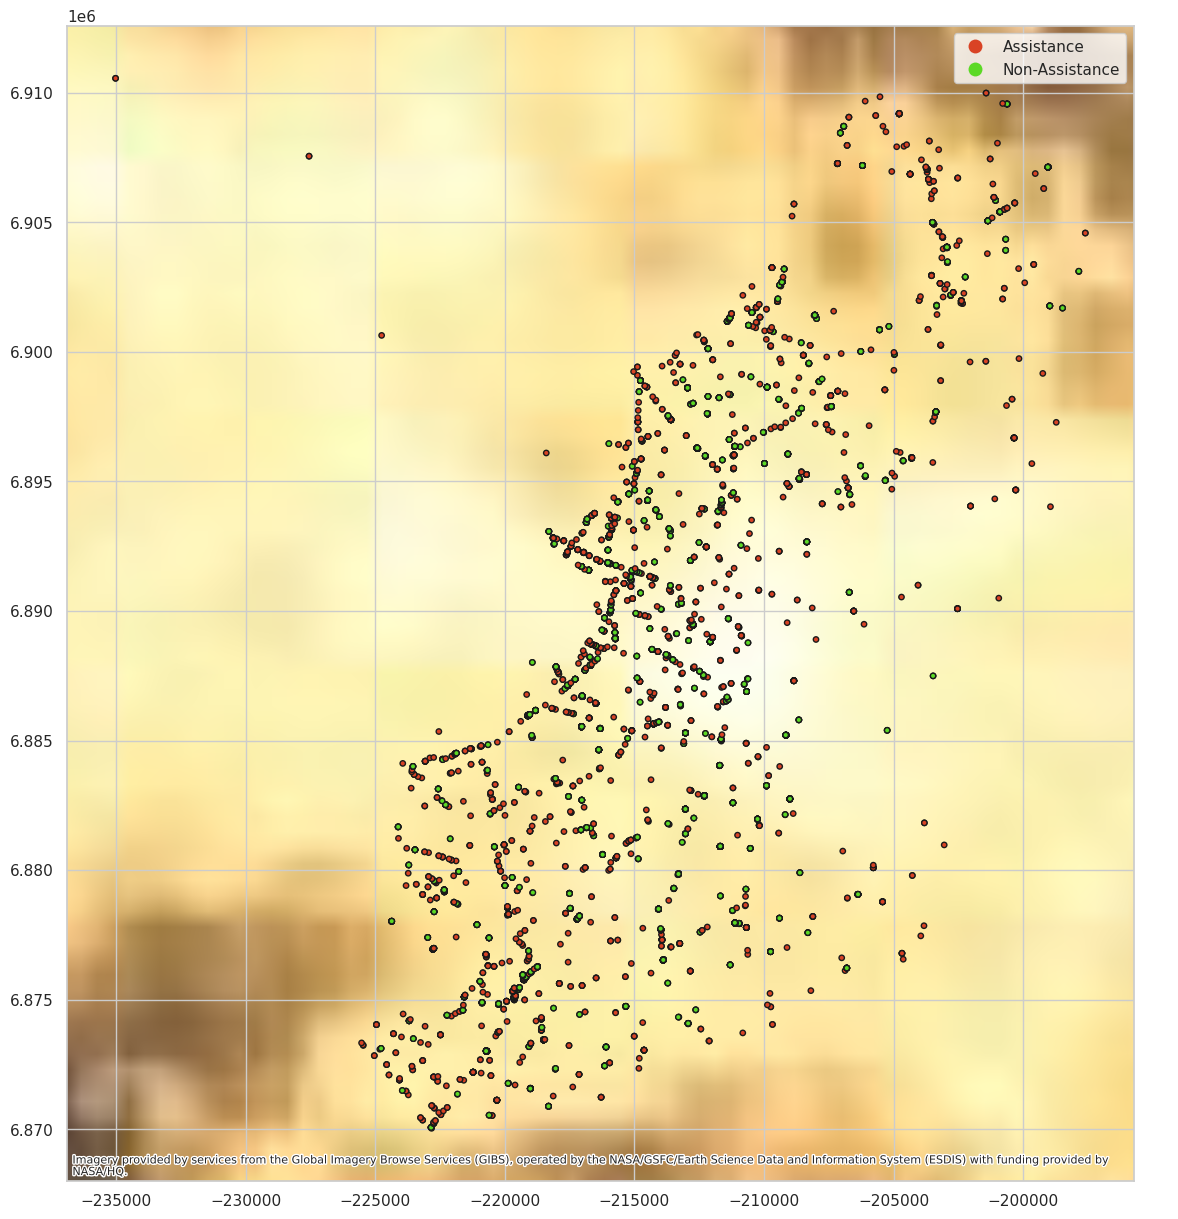 1e6
Assistance
Non-Assistance
6.910
6.905
6.900
6.895
6.890
6.885
6.880
6.875
6.870
Imagery provided by services from the Global Imagery Browse Services (GIBS), operated by the NASA/GSFC/Earth Science Data and Information System (ESDIS) with funding provided by
NASA/HQ.
−235000 −230000 −225000 −220000 −215000 −210000 −205000 −200000